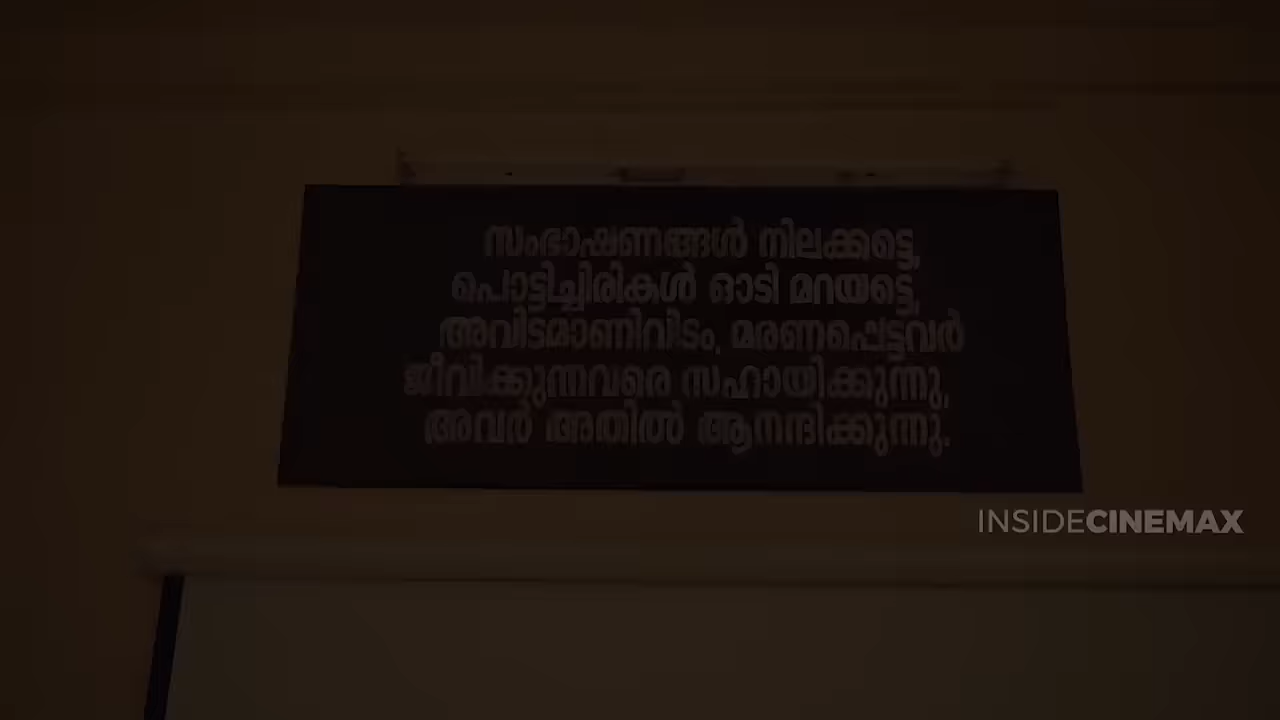 സംഭാഷണങ്ങൾ നിലക്കട്ടെ,
പൊട്ടിച്ചിരികൾ ഓടി മറയട്ടെ,
അവിടമാണിവിടം, മരണപ്പെട്ടവർ
ജീവിക്കുന്നവരെ സഹായിക്കുന്നു,
അവർ അതിൽ ആനന്ദിക്കുന്നു.
INSIDECINEMAX